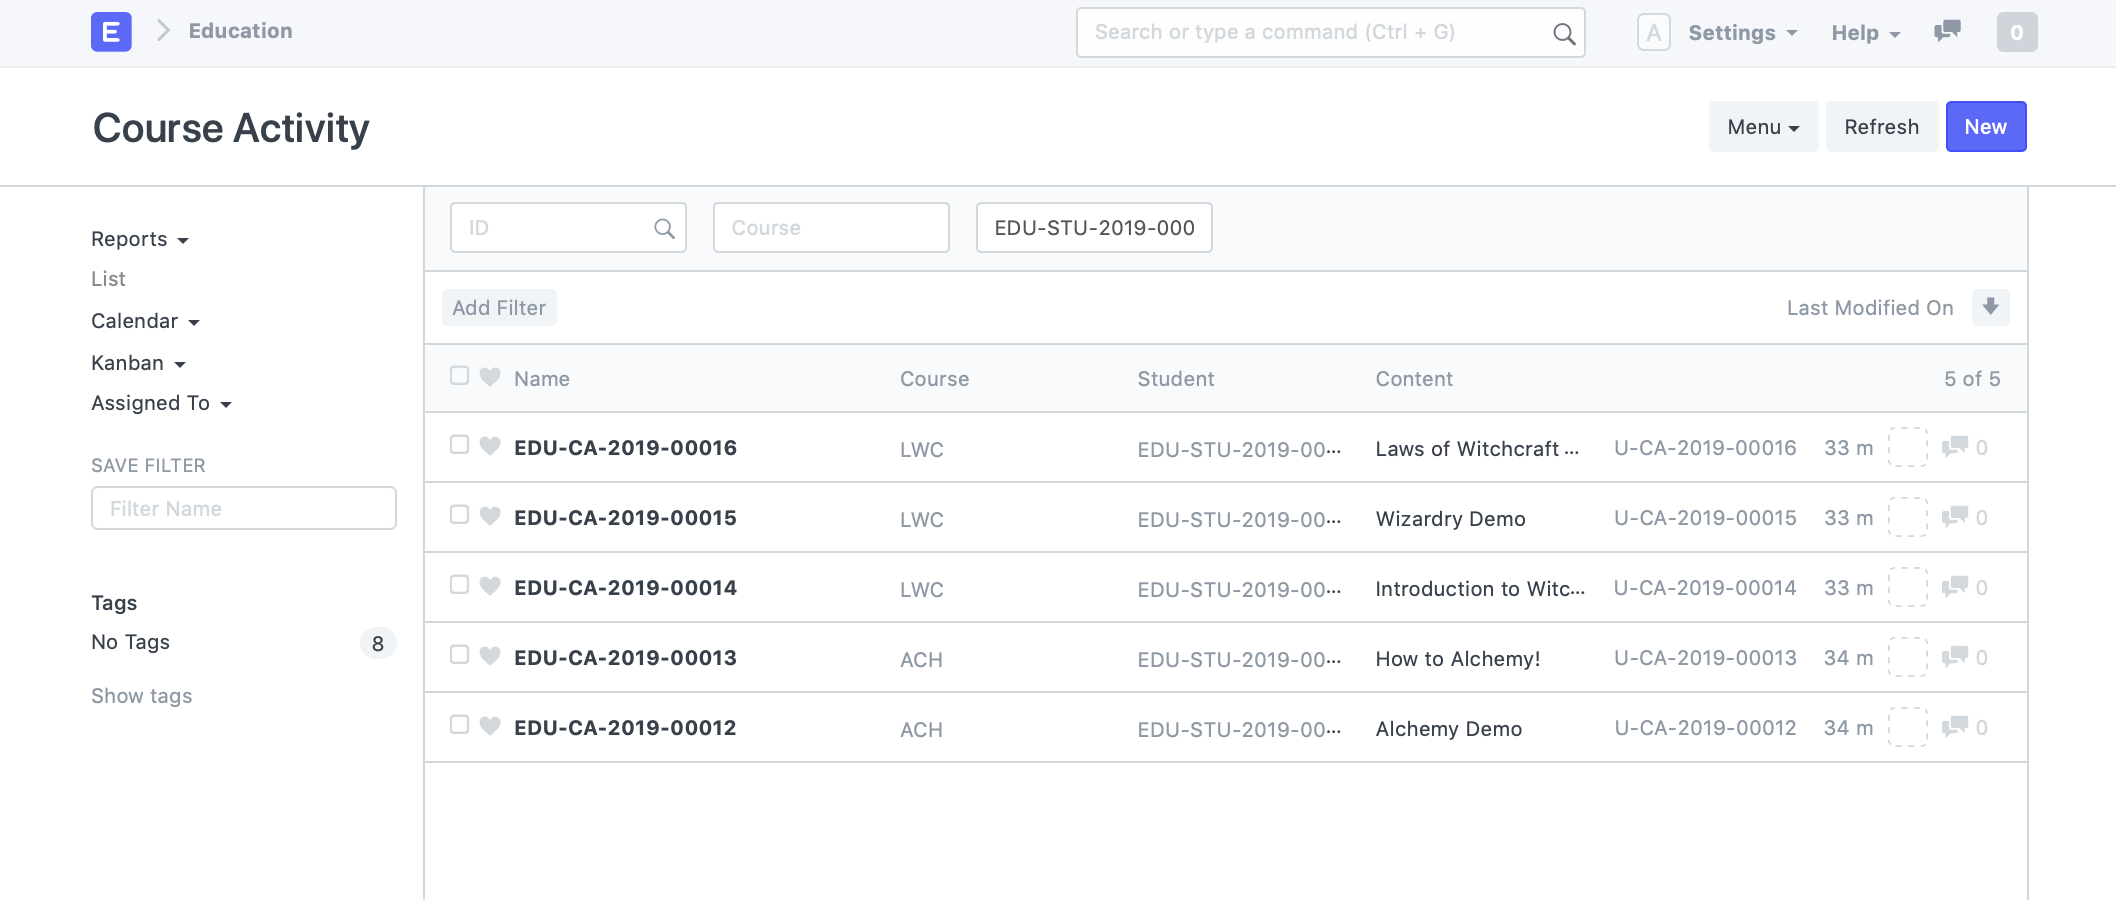 E Education Search or type a command (Ctrl + G) A Settings Help 0
Course Activity Menu Refresh New
Reports
List
Calendar
Kanban
Assigned To
SAVE FILTER
Filter Name
Tags
No Tags 8
Show tags
ID Course EDU-STU-2019-000
Add Filter Last Modified On
Name Course Student Content 5 of 5
EDU-CA-2019-00016 LWC EDU-STU-2019-00... Laws of Witchcraft ... U-CA-2019-00016 33 m 0
EDU-CA-2019-00015 LWC EDU-STU-2019-00... Wizardry Demo U-CA-2019-00015 33 m 0
EDU-CA-2019-00014 LWC EDU-STU-2019-00... Introduction to Witc... U-CA-2019-00014 33 m 0
EDU-CA-2019-00013 ACH EDU-STU-2019-00... How to Alchemy! U-CA-2019-00013 34 m 0
EDU-CA-2019-00012 ACH EDU-STU-2019-00... Alchemy Demo U-CA-2019-00012 34 m 0